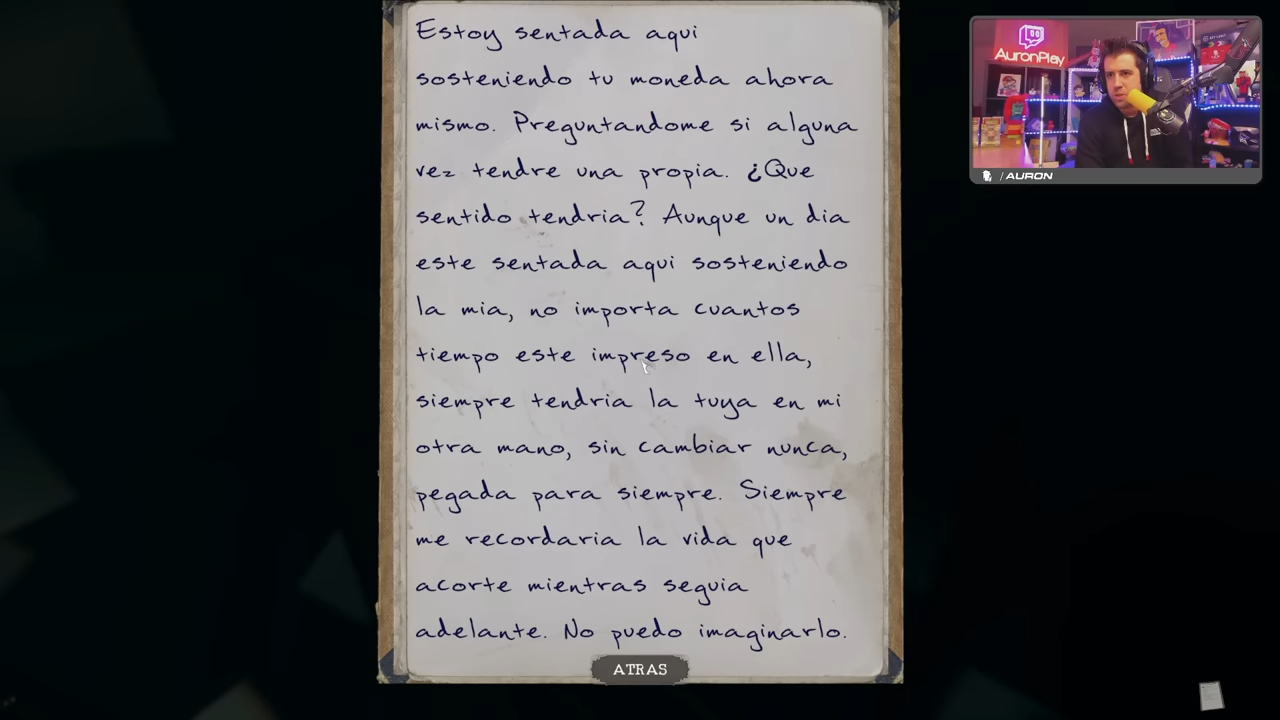 Estoy sentada aqui
sosteniendo tu moneda ahora
mismo. Preguntandome si alguna
vez tendre una propia. ¿Que
sentido tendria? Aunque un dia
este sentada aqui sosteniendo
la mia, no importa cuantos
tiempo este impreso en ella,
siempre tendria la tuya en mi
otra mano, sin cambiar nunca,
pegada para siempre. Siempre
me recordaria la vida que
acorte mientras seguia
adelante. No puedo imaginarlo.
ATRAS
AuronPlay
/AURON